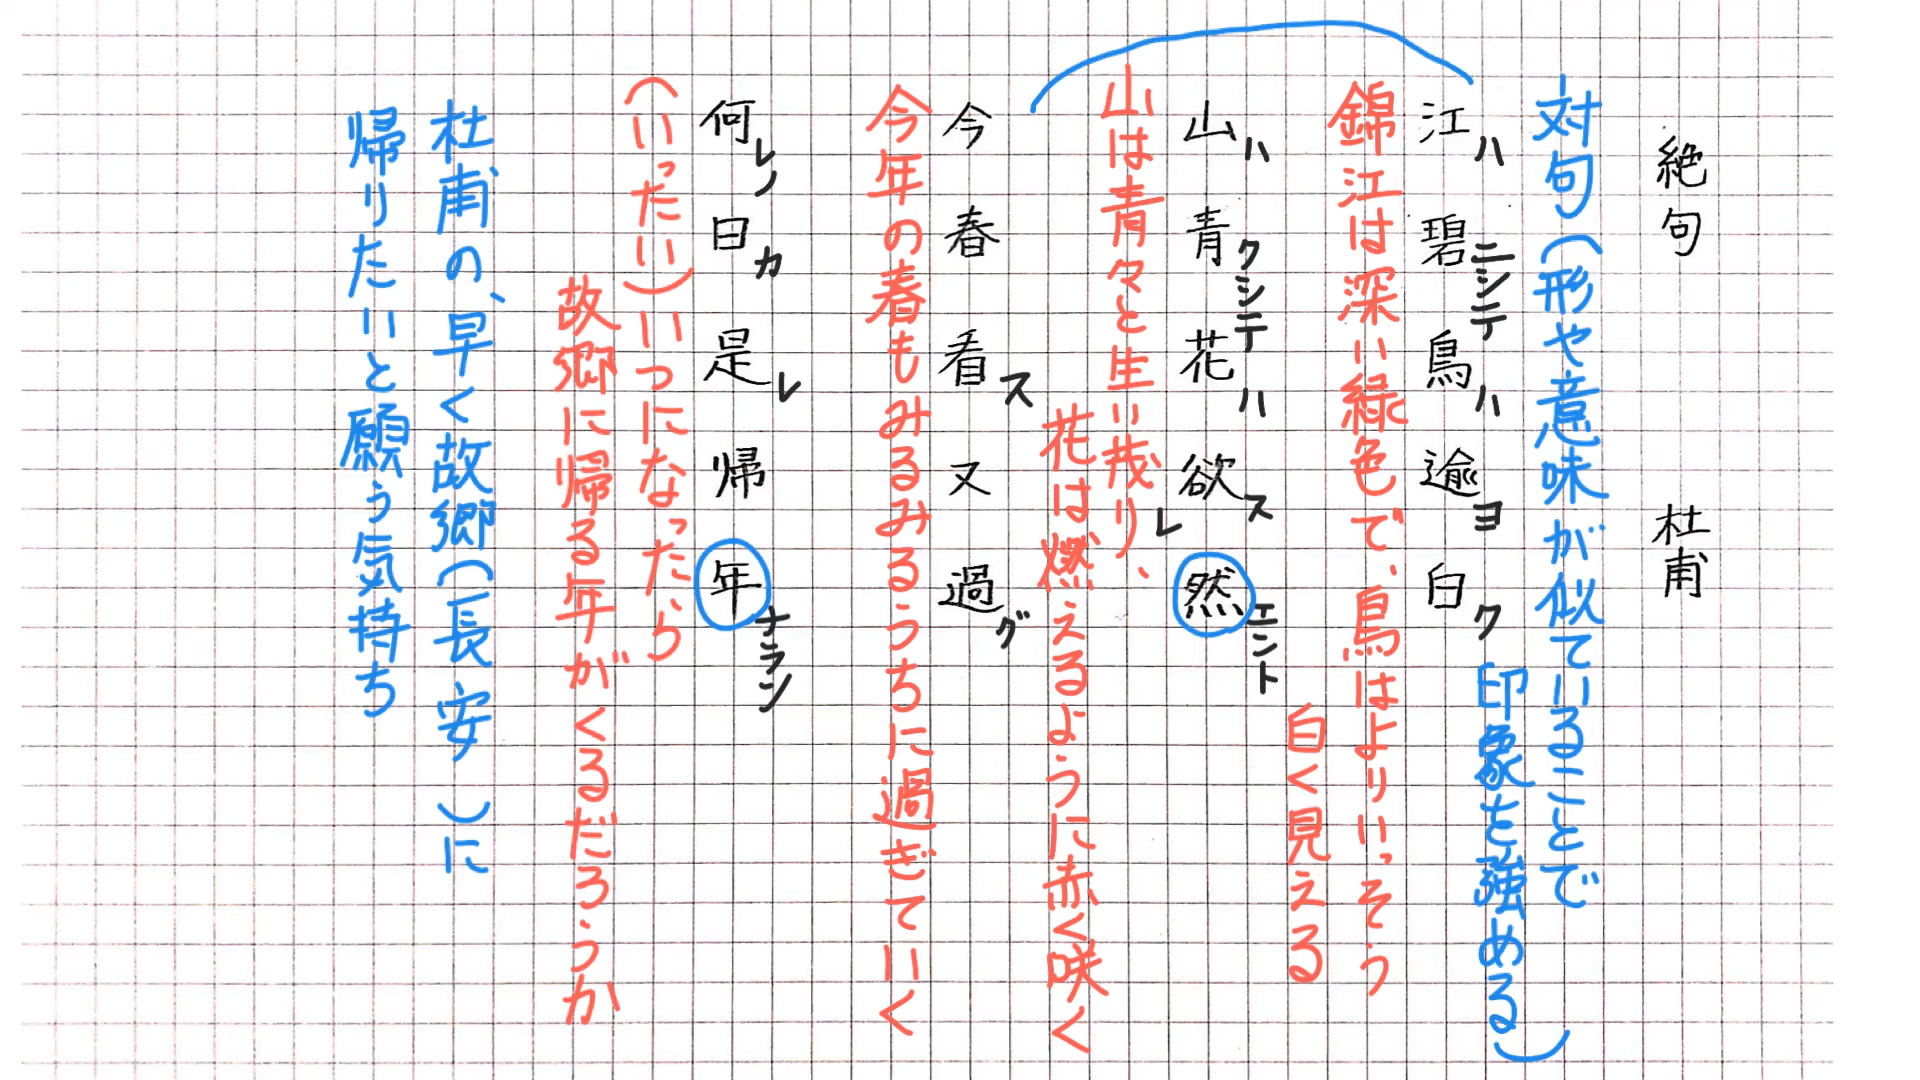 絶句 杜甫
対句(形や意味が似ていることで
印象を強める)
江ハ碧ニシテ鳥ハ逾ヨ白ク
錦江は深い緑色で、鳥はよりいっそう
白く見える
山ハ青クシテ花ハ欲スレ然エント
山は青々と生い茂り、
花は燃えるように赤く咲く
今春看ス又過グ
今年の春もみるみるうちに過ぎていく
何レノ日カ是レ帰年ナラン
(いったい)いつになったら
故郷に帰る年がくるだろうか
杜甫の、早く故郷(長安)に
帰りたいと願う気持ち